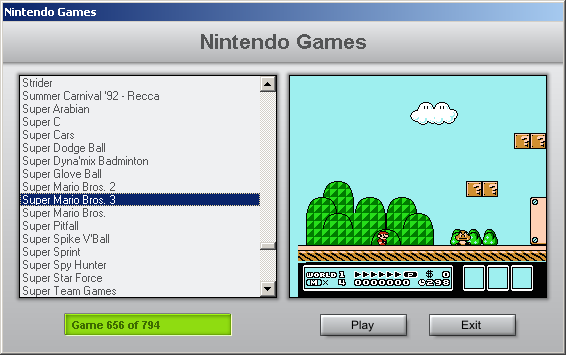 Nintendo Games
Nintendo Games
Strider
Summer Carnival '92 - Recca
Super Arabian
Super C
Super Cars
Super Dodge Ball
Super Dyna'mix Badminton
Super Glove Ball
Super Mario Bros. 2
Super Mario Bros. 3
Super Mario Bros.
Super Pitfall
Super Spike V'Ball
Super Sprint
Super Spy Hunter
Super Star Force
Super Team Games
? ?
? ?
WORLD 1 P $ 0
M × 4 0000000 298
Game 656 of 794
Play
Exit